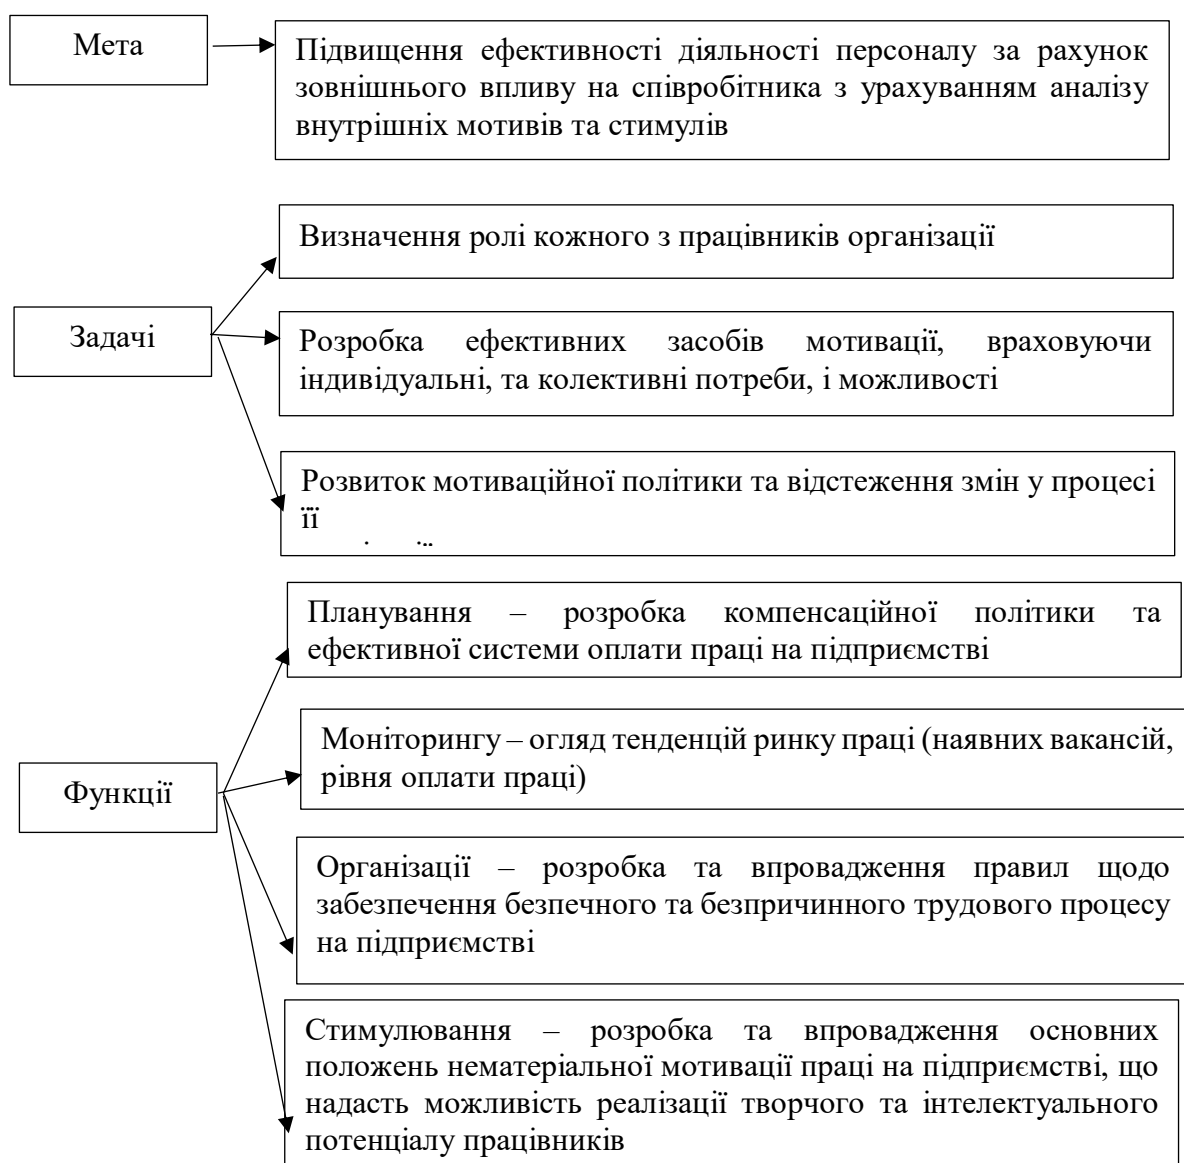 Мета
Підвищення ефективності діяльності персоналу за рахунок
зовнішнього впливу на співробітника з урахуванням аналізу
внутрішніх мотивів та стимулів
Визначення ролі кожного з працівників організації
Задачі
Розробка ефективних засобів мотивації, враховуючи
індивідуальні, та колективні потреби, і можливості
Розвиток мотиваційної політики та відстеження змін у процесі
її
Планування – розробка компенсаційної політики та
ефективної системи оплати праці на підприємстві
Моніторингу – огляд тенденцій ринку праці (наявних вакансій,
рівня оплати праці)
Функції
Організації – розробка та впровадження правил щодо
забезпечення безпечного та безпричинного трудового процесу
на підприємстві
Стимулювання – розробка та впровадження основних
положень нематеріальної мотивації праці на підприємстві, що
надасть можливість реалізації творчого та інтелектуального
потенціалу працівників